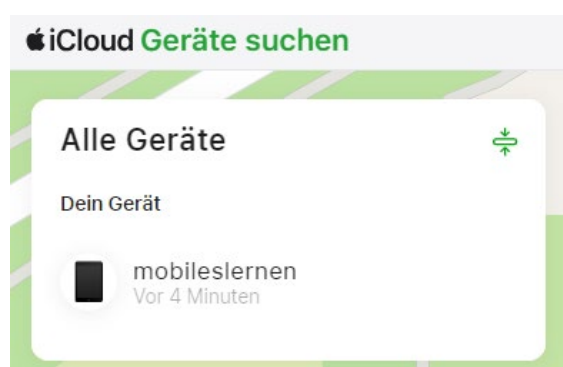 iCloud Geräte suchen
Alle Geräte
Dein Gerät
mobileslernen
Vor 4 Minuten